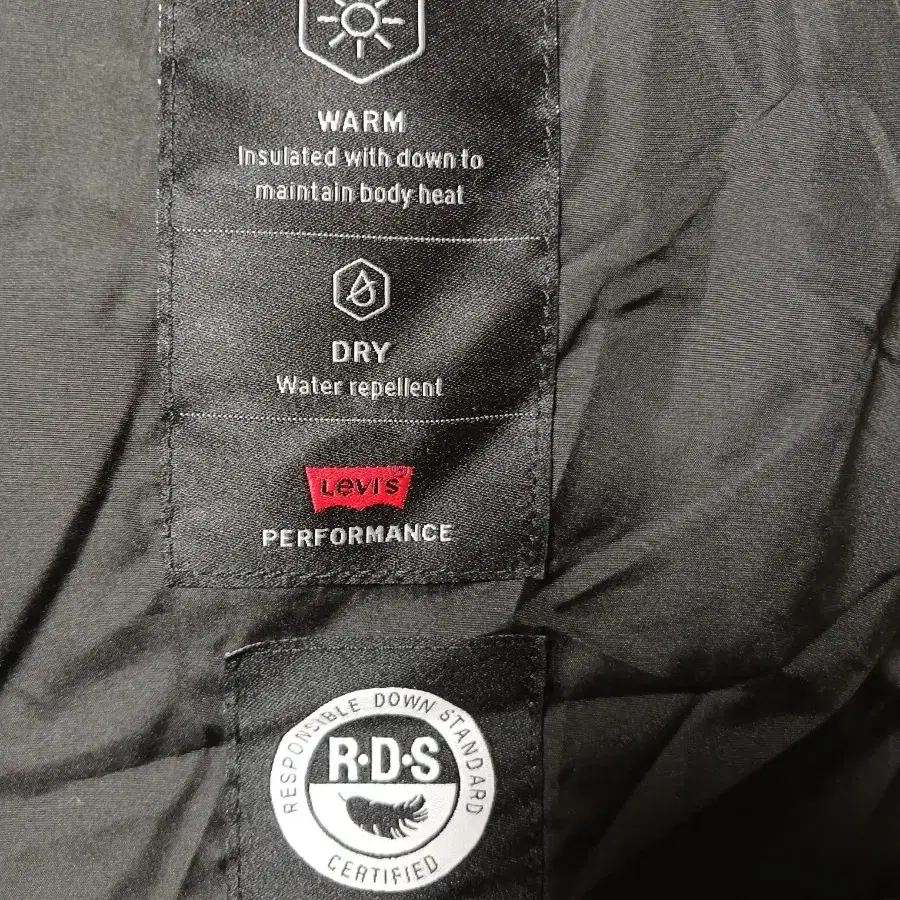 WARM
Insulated with down to
maintain body heat
DRY
Water repellent
Levi's®
PERFORMANCE
RESPONSIBLE DOWN STANDARD
R·D·S
CERTIFIED